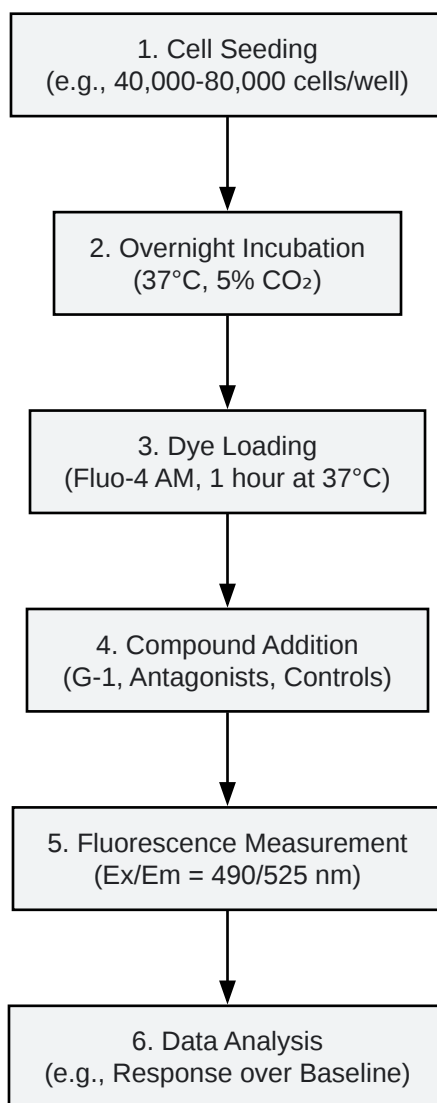 1. Cell Seeding
(e.g., 40,000-80,000 cells/well)
2. Overnight Incubation
(37°C, 5% CO₂)
3. Dye Loading
(Fluo-4 AM, 1 hour at 37°C)
4. Compound Addition
(G-1, Antagonists, Controls)
5. Fluorescence Measurement
(Ex/Em = 490/525 nm)
6. Data Analysis
(e.g., Response over Baseline)